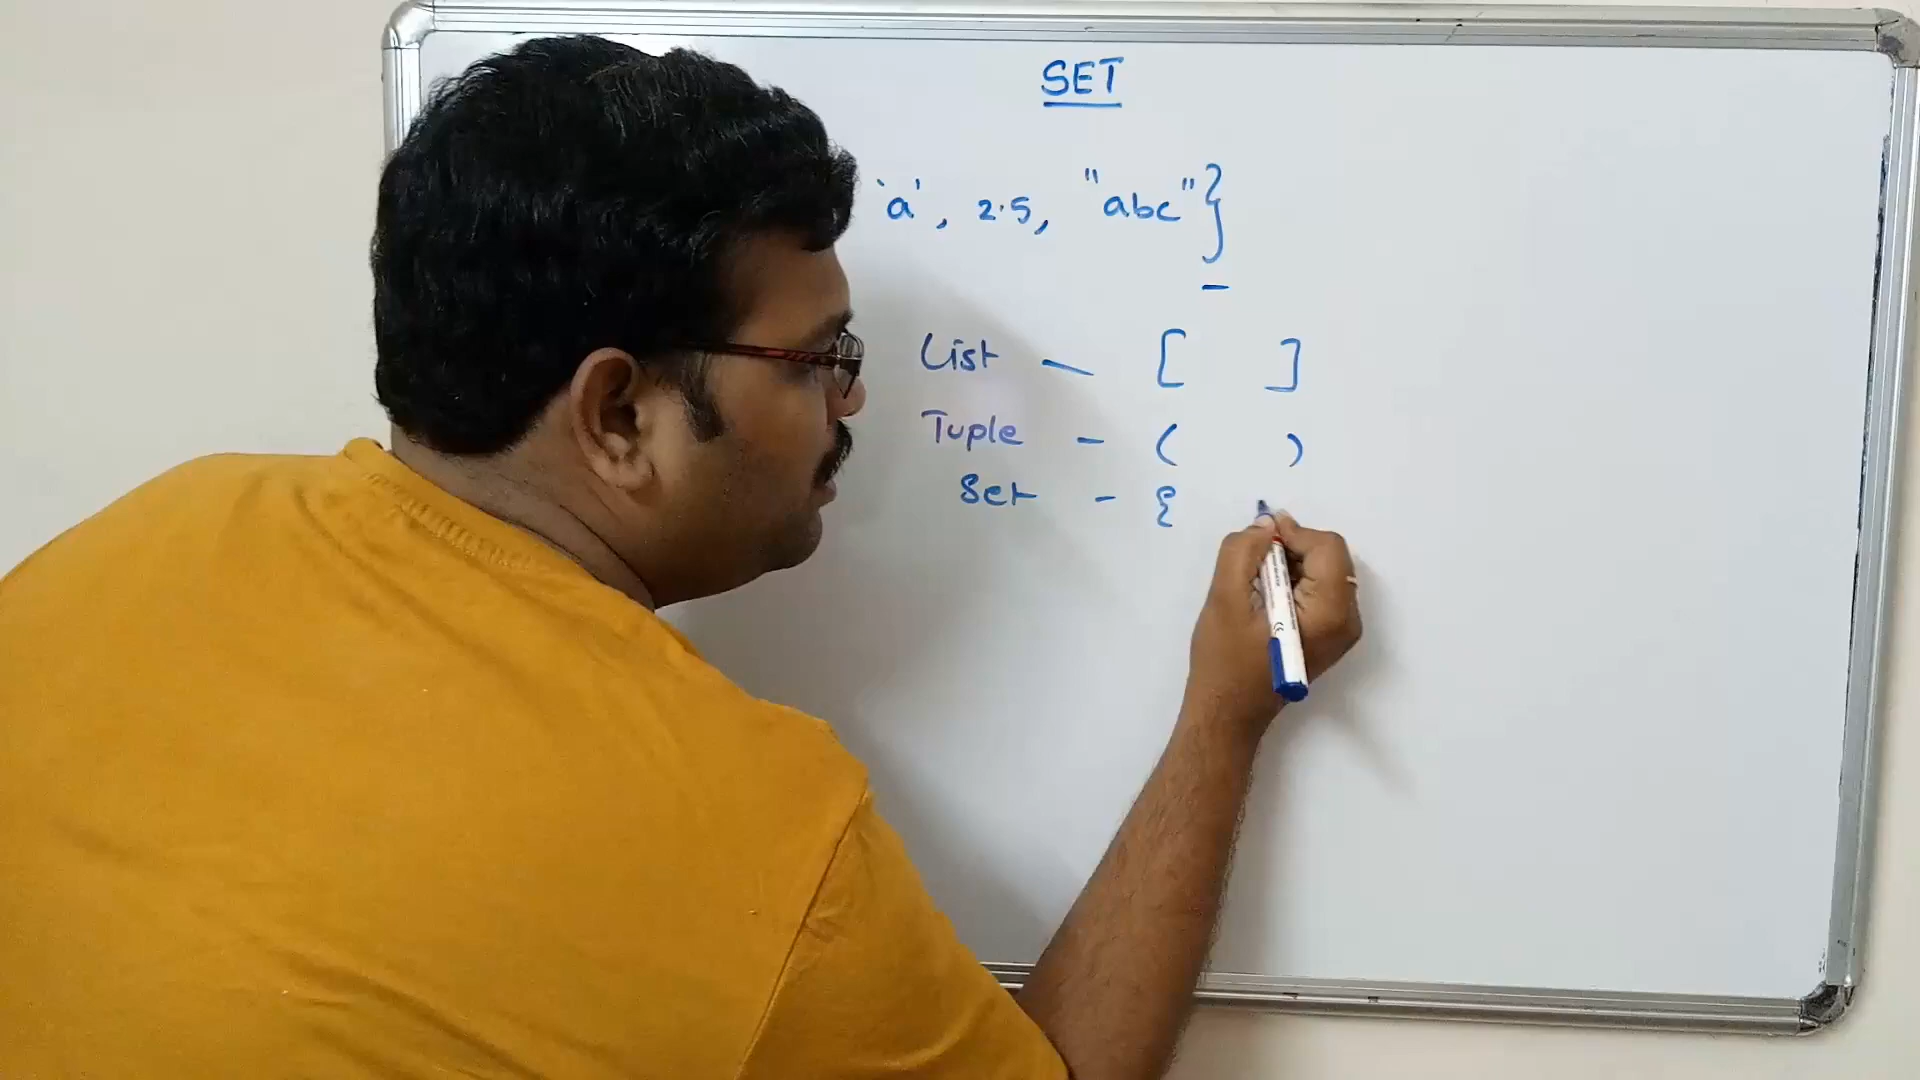 SET
'a', 2.5, "abc"}
List - [ ]
Tuple - ( )
Set - {